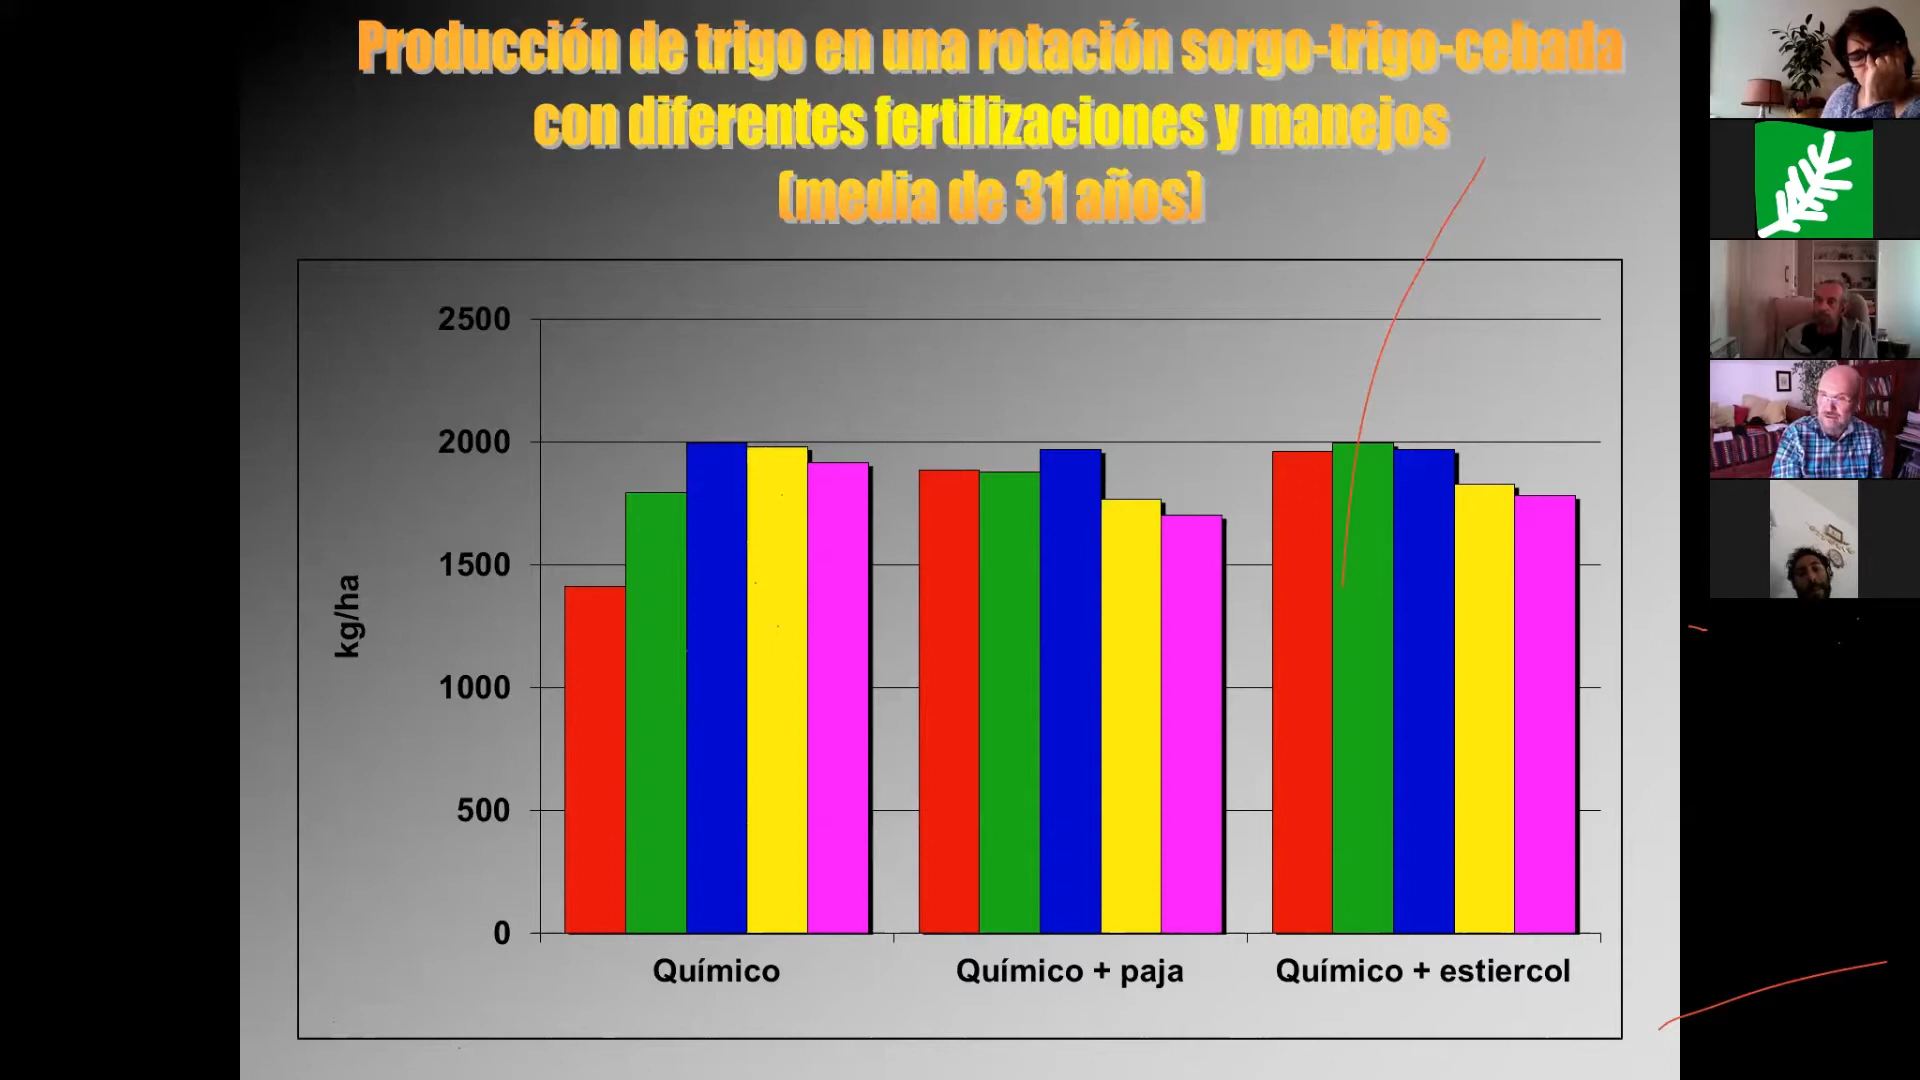 Producción de trigo en una rotación sorgo-trigo-cebada
con diferentes fertilizaciones y manejos
(media de 31 años)
2500
2000
1500
1000
500
0
kg/ha
Químico
Químico + paja
Químico + estiercol